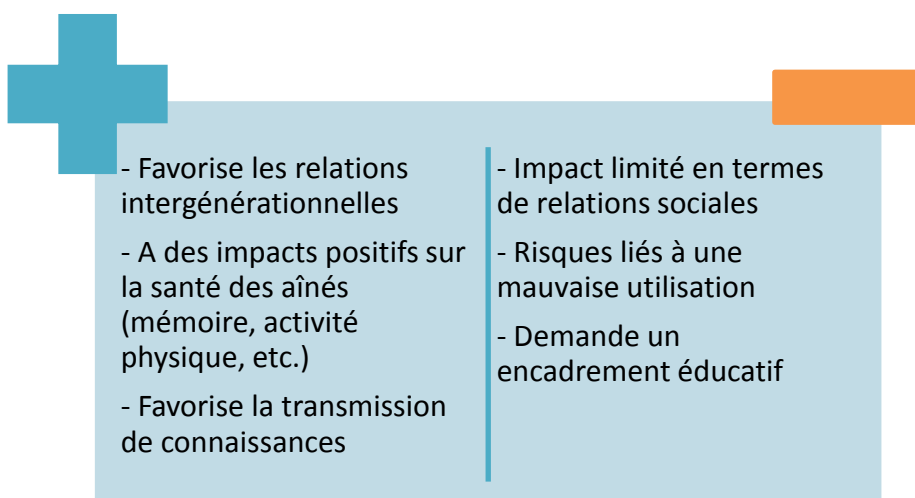 - Favorise les relations
intergénérationnelles
- A des impacts positifs sur
la santé des aînés
(mémoire, activité
physique, etc.)
- Favorise la transmission
de connaissances
- Impact limité en termes
de relations sociales
- Risques liés à une
mauvaise utilisation
- Demande un
encadrement éducatif